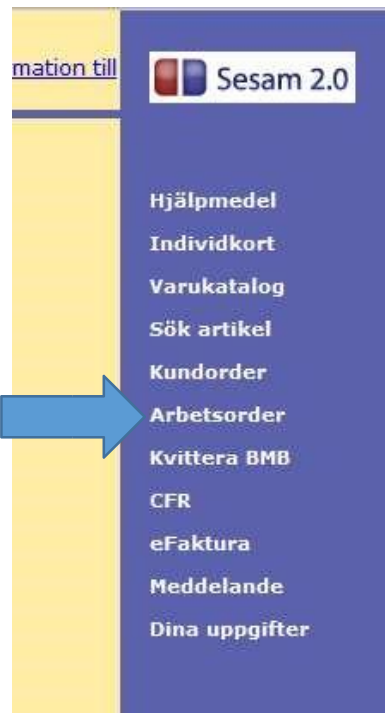 mation till
Sesam 2.0
Hjälpmedel
Individkort
Varukatalog
Sök artikel
Kundorder
Arbetsorder
Kvittera BMB
CFR
eFaktura
Meddelande
Dina uppgifter